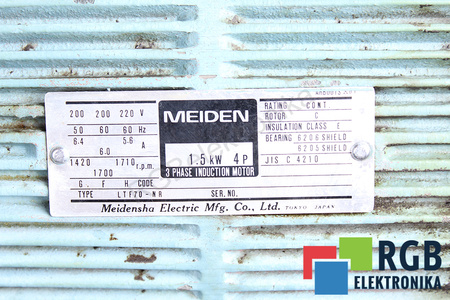 200 200 220 V
50 60 60 Hz
6.4 5.6 A
6.0
1420 1710 r.p.m.
1700
G. F. H CODE
TYPE LTFZO-NR SER.NO.
MEIDEN
1.5 kW 4P
3 PHASE INDUCTION MOTOR
RATING CONT.
ROTOR C
INSULATION CLASS E
BEARING 6206 SHIELD
6205 SHIELD
JIS C 4210
Meidensha Electric Mfg. Co., Ltd. TOKYO JAPAN
RGB
ELEKTRONIKA